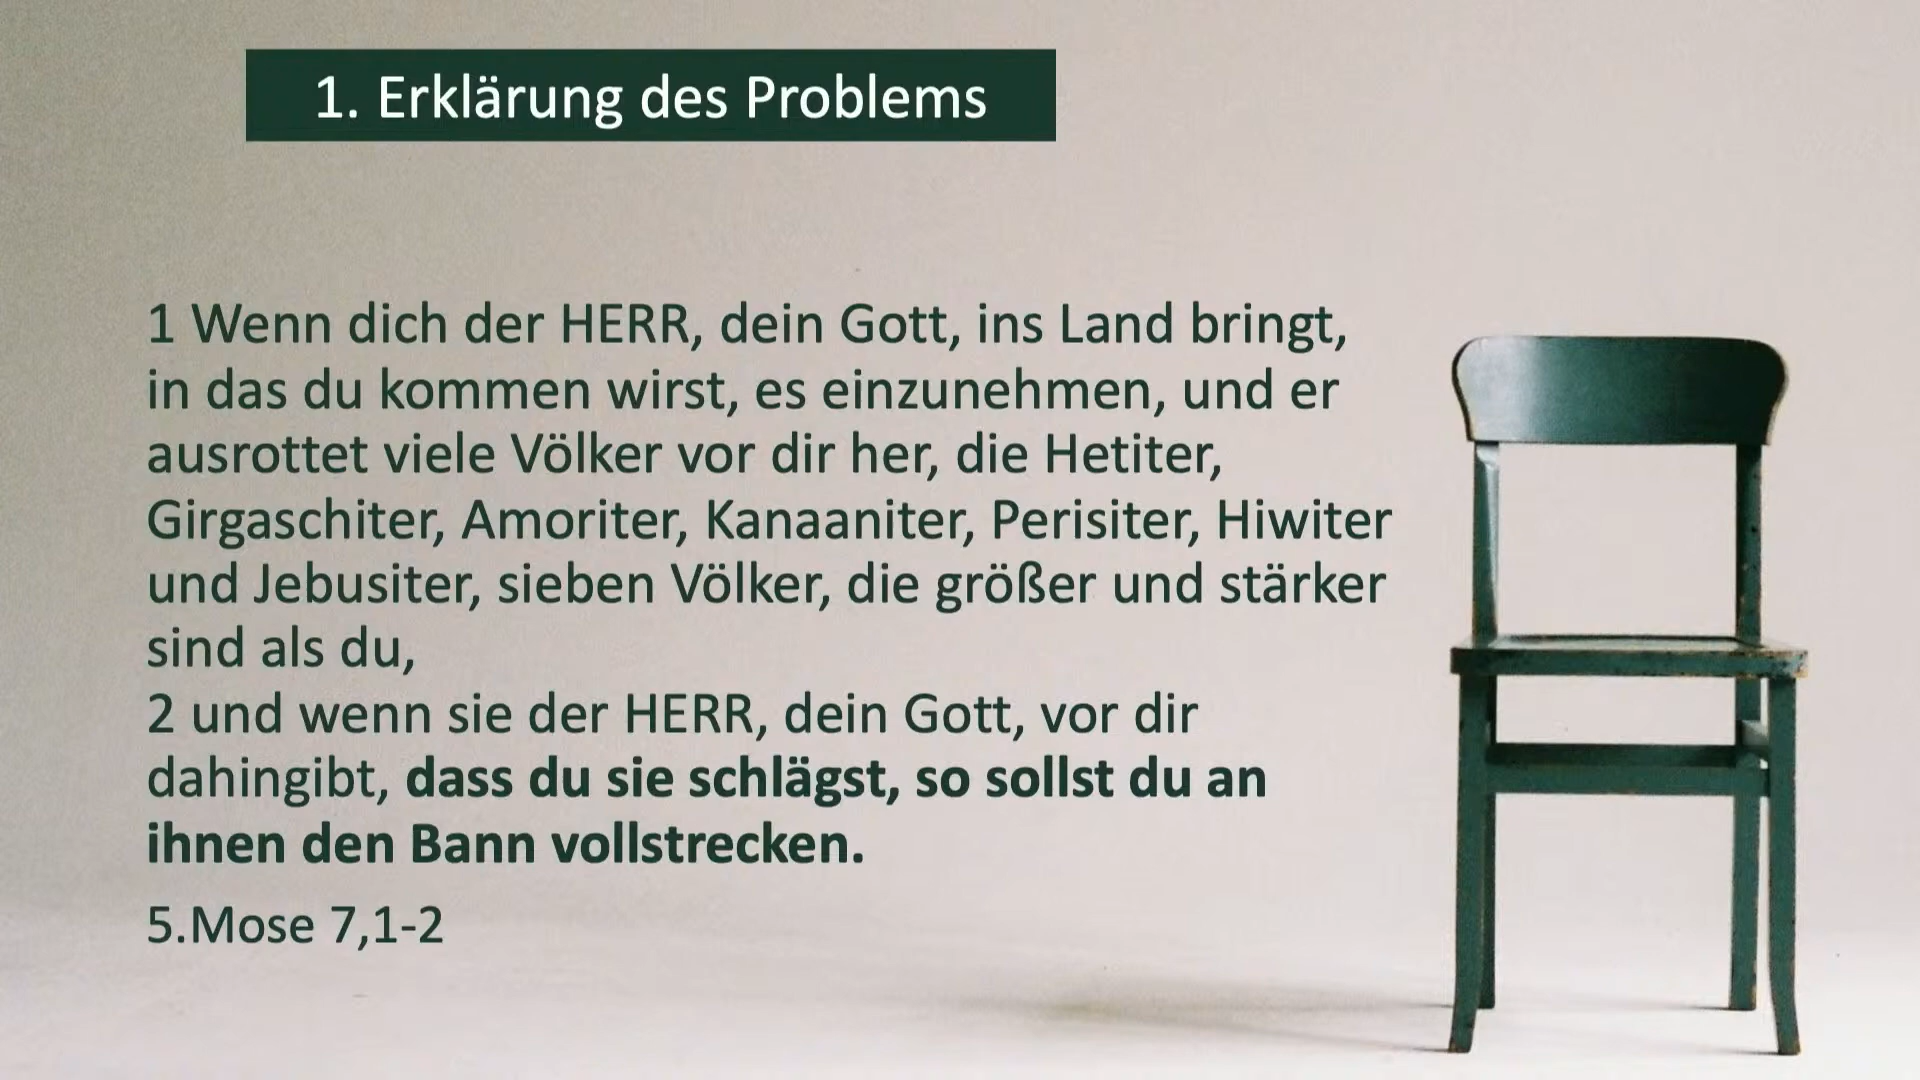 1. Erklärung des Problems
1 Wenn dich der HERR, dein Gott, ins Land bringt,
in das du kommen wirst, es einzunehmen, und er
ausrottet viele Völker vor dir her, die Hetiter,
Girgaschiter, Amoriter, Kanaaniter, Perisiter, Hiwiter
und Jebusiter, sieben Völker, die größer und stärker
sind als du,
2 und wenn sie der HERR, dein Gott, vor dir
dahingibt, dass du sie schlägst, so sollst du an
ihnen den Bann vollstrecken.
5.Mose 7,1-2